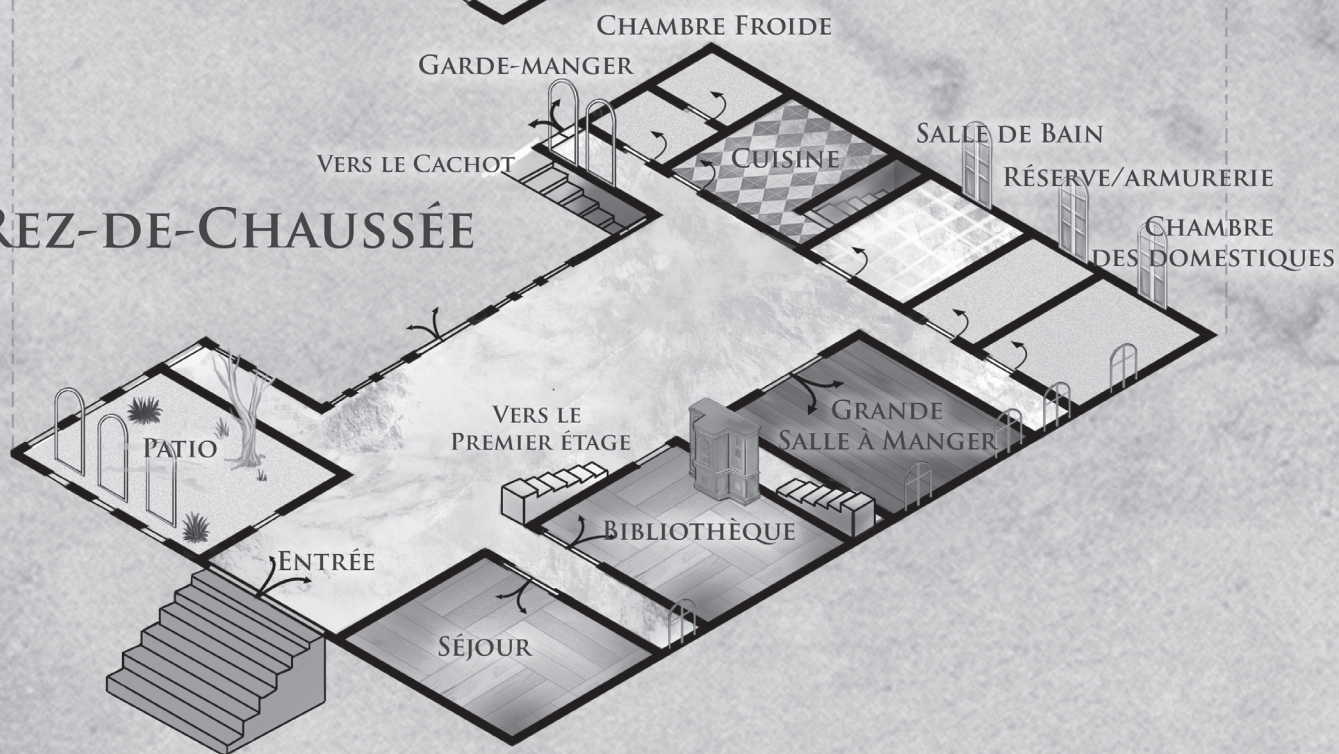 Chambre Froide
Garde-manger
Salle de Bain
Cuisine
Vers le Cachot
Réserve/armurerie
Rez-de-Chaussée
Chambre
des domestiques
Vers le
premier étage
Grande
Salle à Manger
Patio
Bibliothèque
Entrée
Séjour